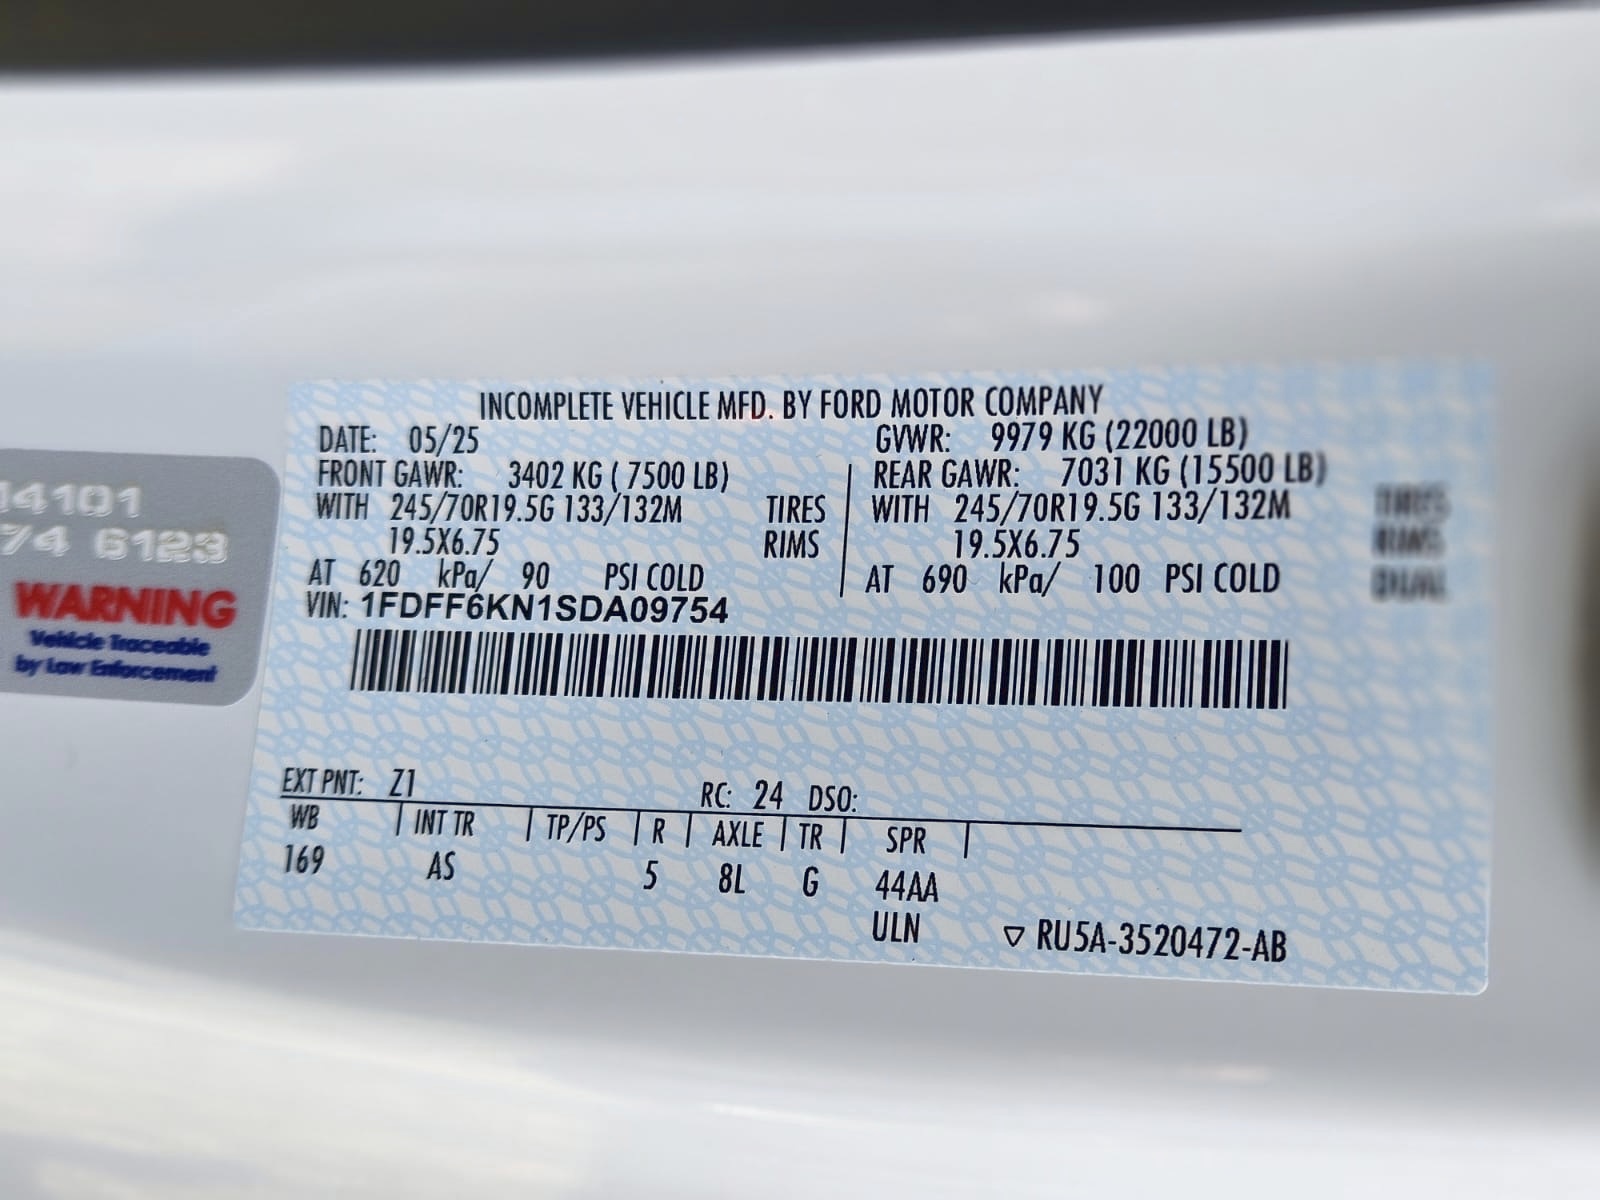 INCOMPLETE VEHICLE MFD. BY FORD MOTOR COMPANY
DATE: 05/25 GVWR: 9979 KG (22000 LB)
FRONT GAWR: 3402 KG ( 7500 LB) REAR GAWR: 7031 KG (15500 LB)
WITH 245/70R19.5G 133/132M TIRES WITH 245/70R19.5G 133/132M TIRES
19.5X6.75 RIMS 19.5X6.75 RIMS
AT 620 kPa/ 90 PSI COLD AT 690 kPa/ 100 PSI COLD DUAL
VIN: 1FDFF6KN1SDA09754
EXT PNT: Z1 RC: 24 DSO:
WB INT TR TP/PS R AXLE TR SPR
169 AS 5 8L G 44AA
ULN RU5A-3520472-AB
14101
74 6123
WARNING
Vehicle Traceable
by Law Enforcement